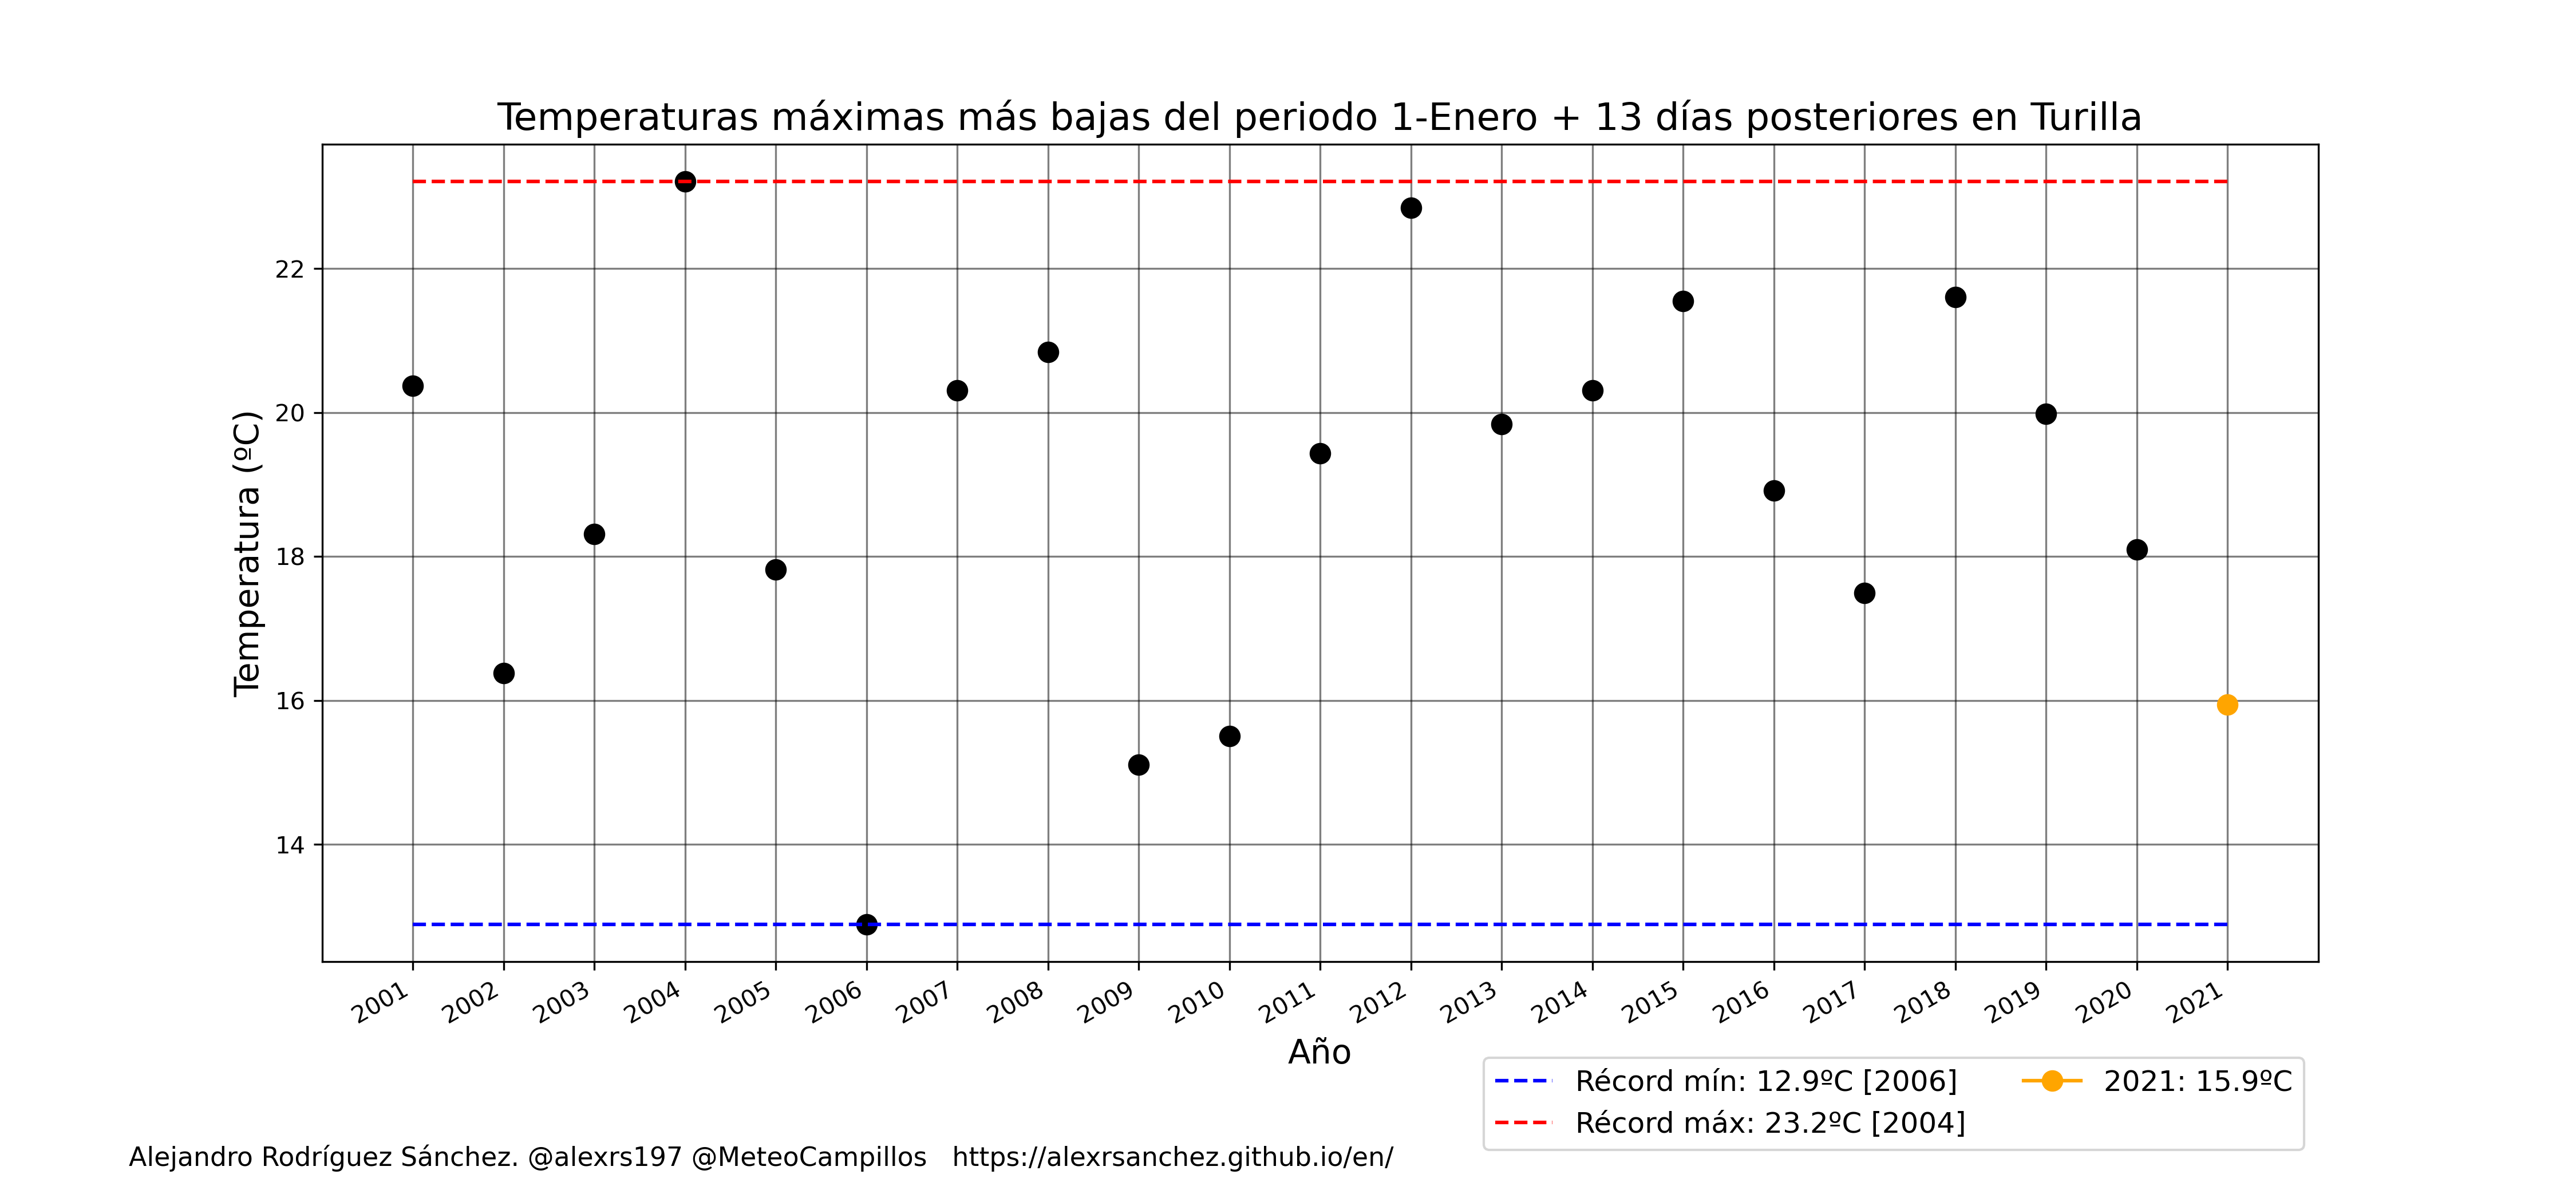 Temperaturas máximas más bajas del periodo 1-Enero + 13 días posteriores en Turilla
Temperatura (ºC)
22
20
18
16
14
2001 2002 2003 2004 2005 2006 2007 2008 2009 2010 2011 2012 2013 2014 2015 2016 2017 2018 2019 2020 2021
Año
Récord mín: 12.9ºC [2006]
Récord máx: 23.2ºC [2004]
2021: 15.9ºC
Alejandro Rodríguez Sánchez. @alexrs197 @MeteoCampillos https://alexrsanchez.github.io/en/